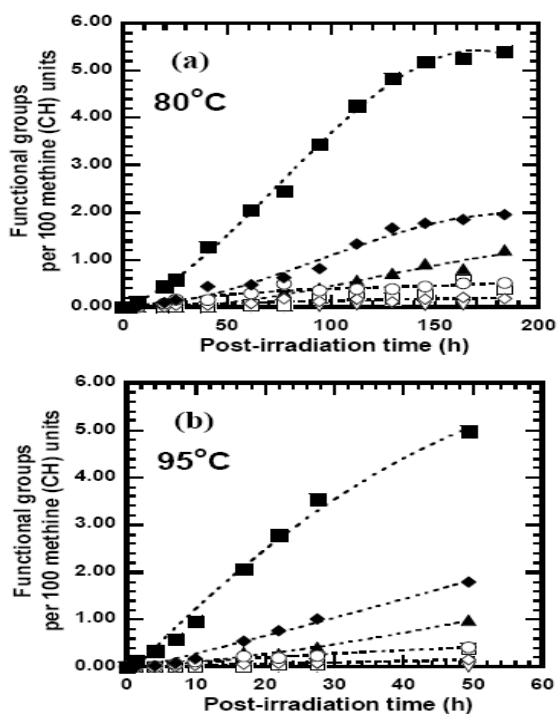 6.00
(a)
80°C
5.00
4.00
3.00
2.00
1.00
0.00
Functional groups
per 100 methine (CH) units
0 50 100 150 200
Post-irradiation time (h)
6.00
(b)
95°C
5.00
4.00
3.00
2.00
1.00
0.00
Functional groups
per 100 methine (CH) units
0 10 20 30 40 50 60
Post-irradiation time (h)